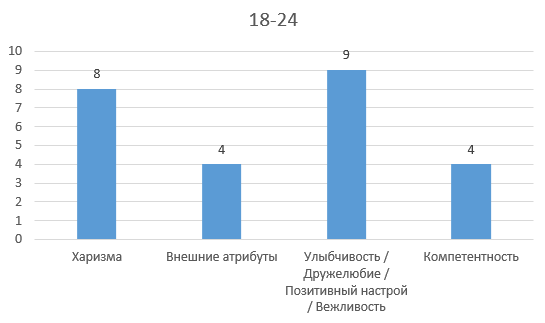 18-24
10
9
8
7
6
5
4
3
2
1
0
8
4
9
4
Харизма
Внешние атрибуты
Улыбчивость /
Дружелюбие /
Позитивный настрой
/ Вежливость
Компетентность